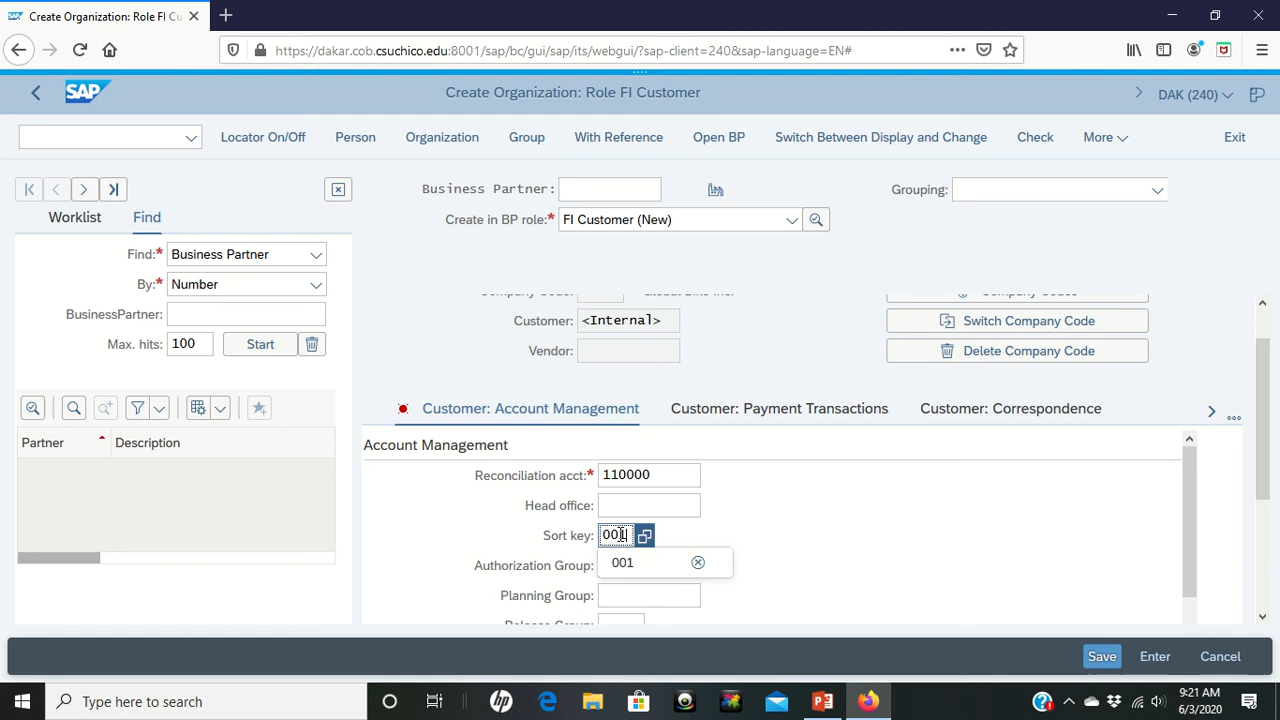 Create Organization: Role FI Cu
https://dakar.cob.csuchico.edu:8001/sap/bc/gui/sap/its/webgui/?sap-client=240&sap-language=EN#
SAP
Create Organization: Role FI Customer
DAK (240)
Locator On/Off Person Organization Group With Reference Open BP Switch Between Display and Change Check More Exit
Business Partner: Grouping:
Worklist Find
Create in BP role:* FI Customer (New)
Find:* Business Partner
By:* Number
BusinessPartner:
Max. hits: 100 Start
Customer: <Internal> Switch Company Code
Vendor: Delete Company Code
Customer: Account Management Customer: Payment Transactions Customer: Correspondence
Partner Description
Account Management
Reconciliation acct:* 110000
Head office:
Sort key: 001
001
Authorization Group:
Planning Group:
Save Enter Cancel
Type here to search
9:21 AM
6/3/2020